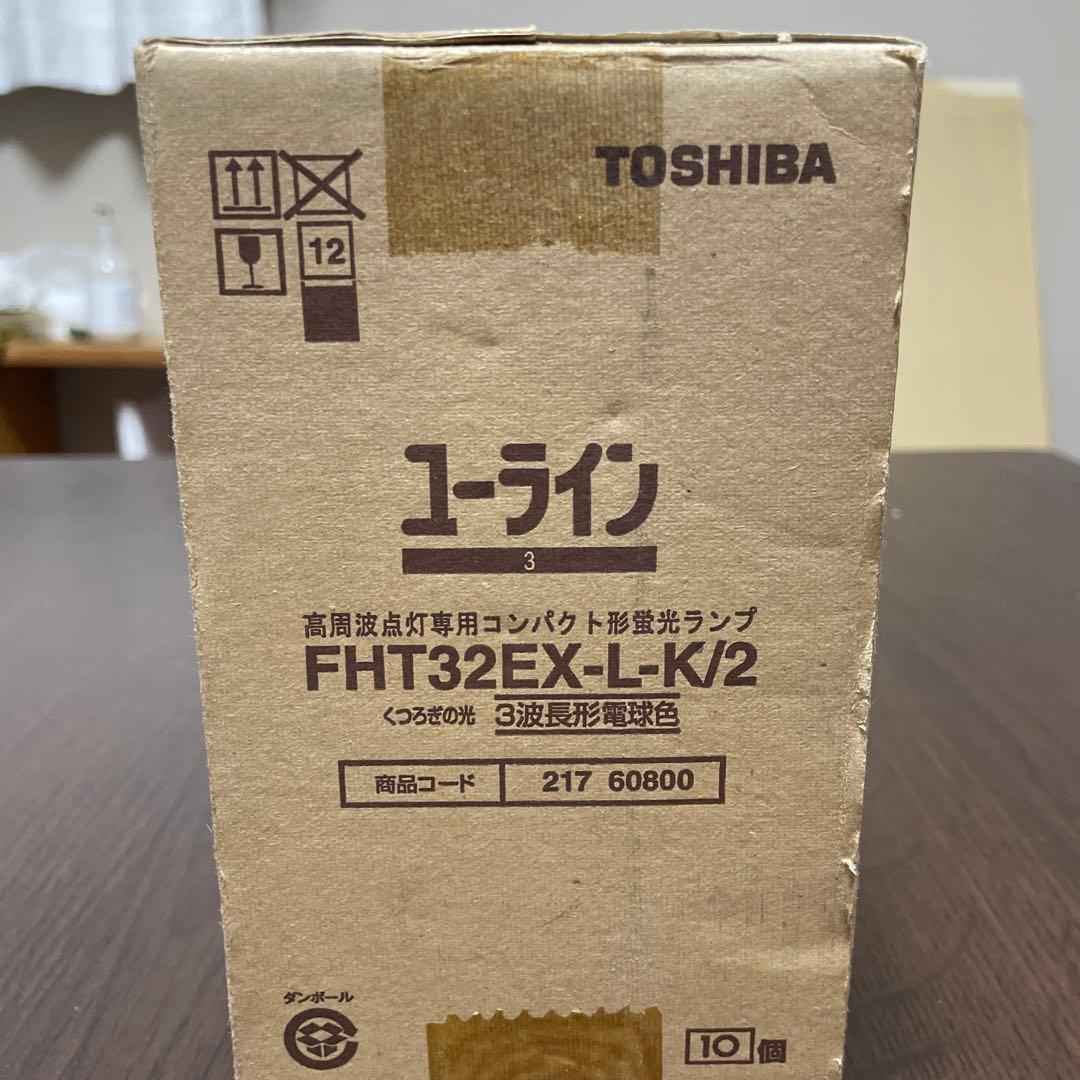 TOSHIBA
12
ユーライン
3
高周波点灯専用コンパクト形蛍光ランプ
FHT32EX-L-K/2
くつろぎの光 3波長形電球色
商品コード 217 60800
ダンボール
10個